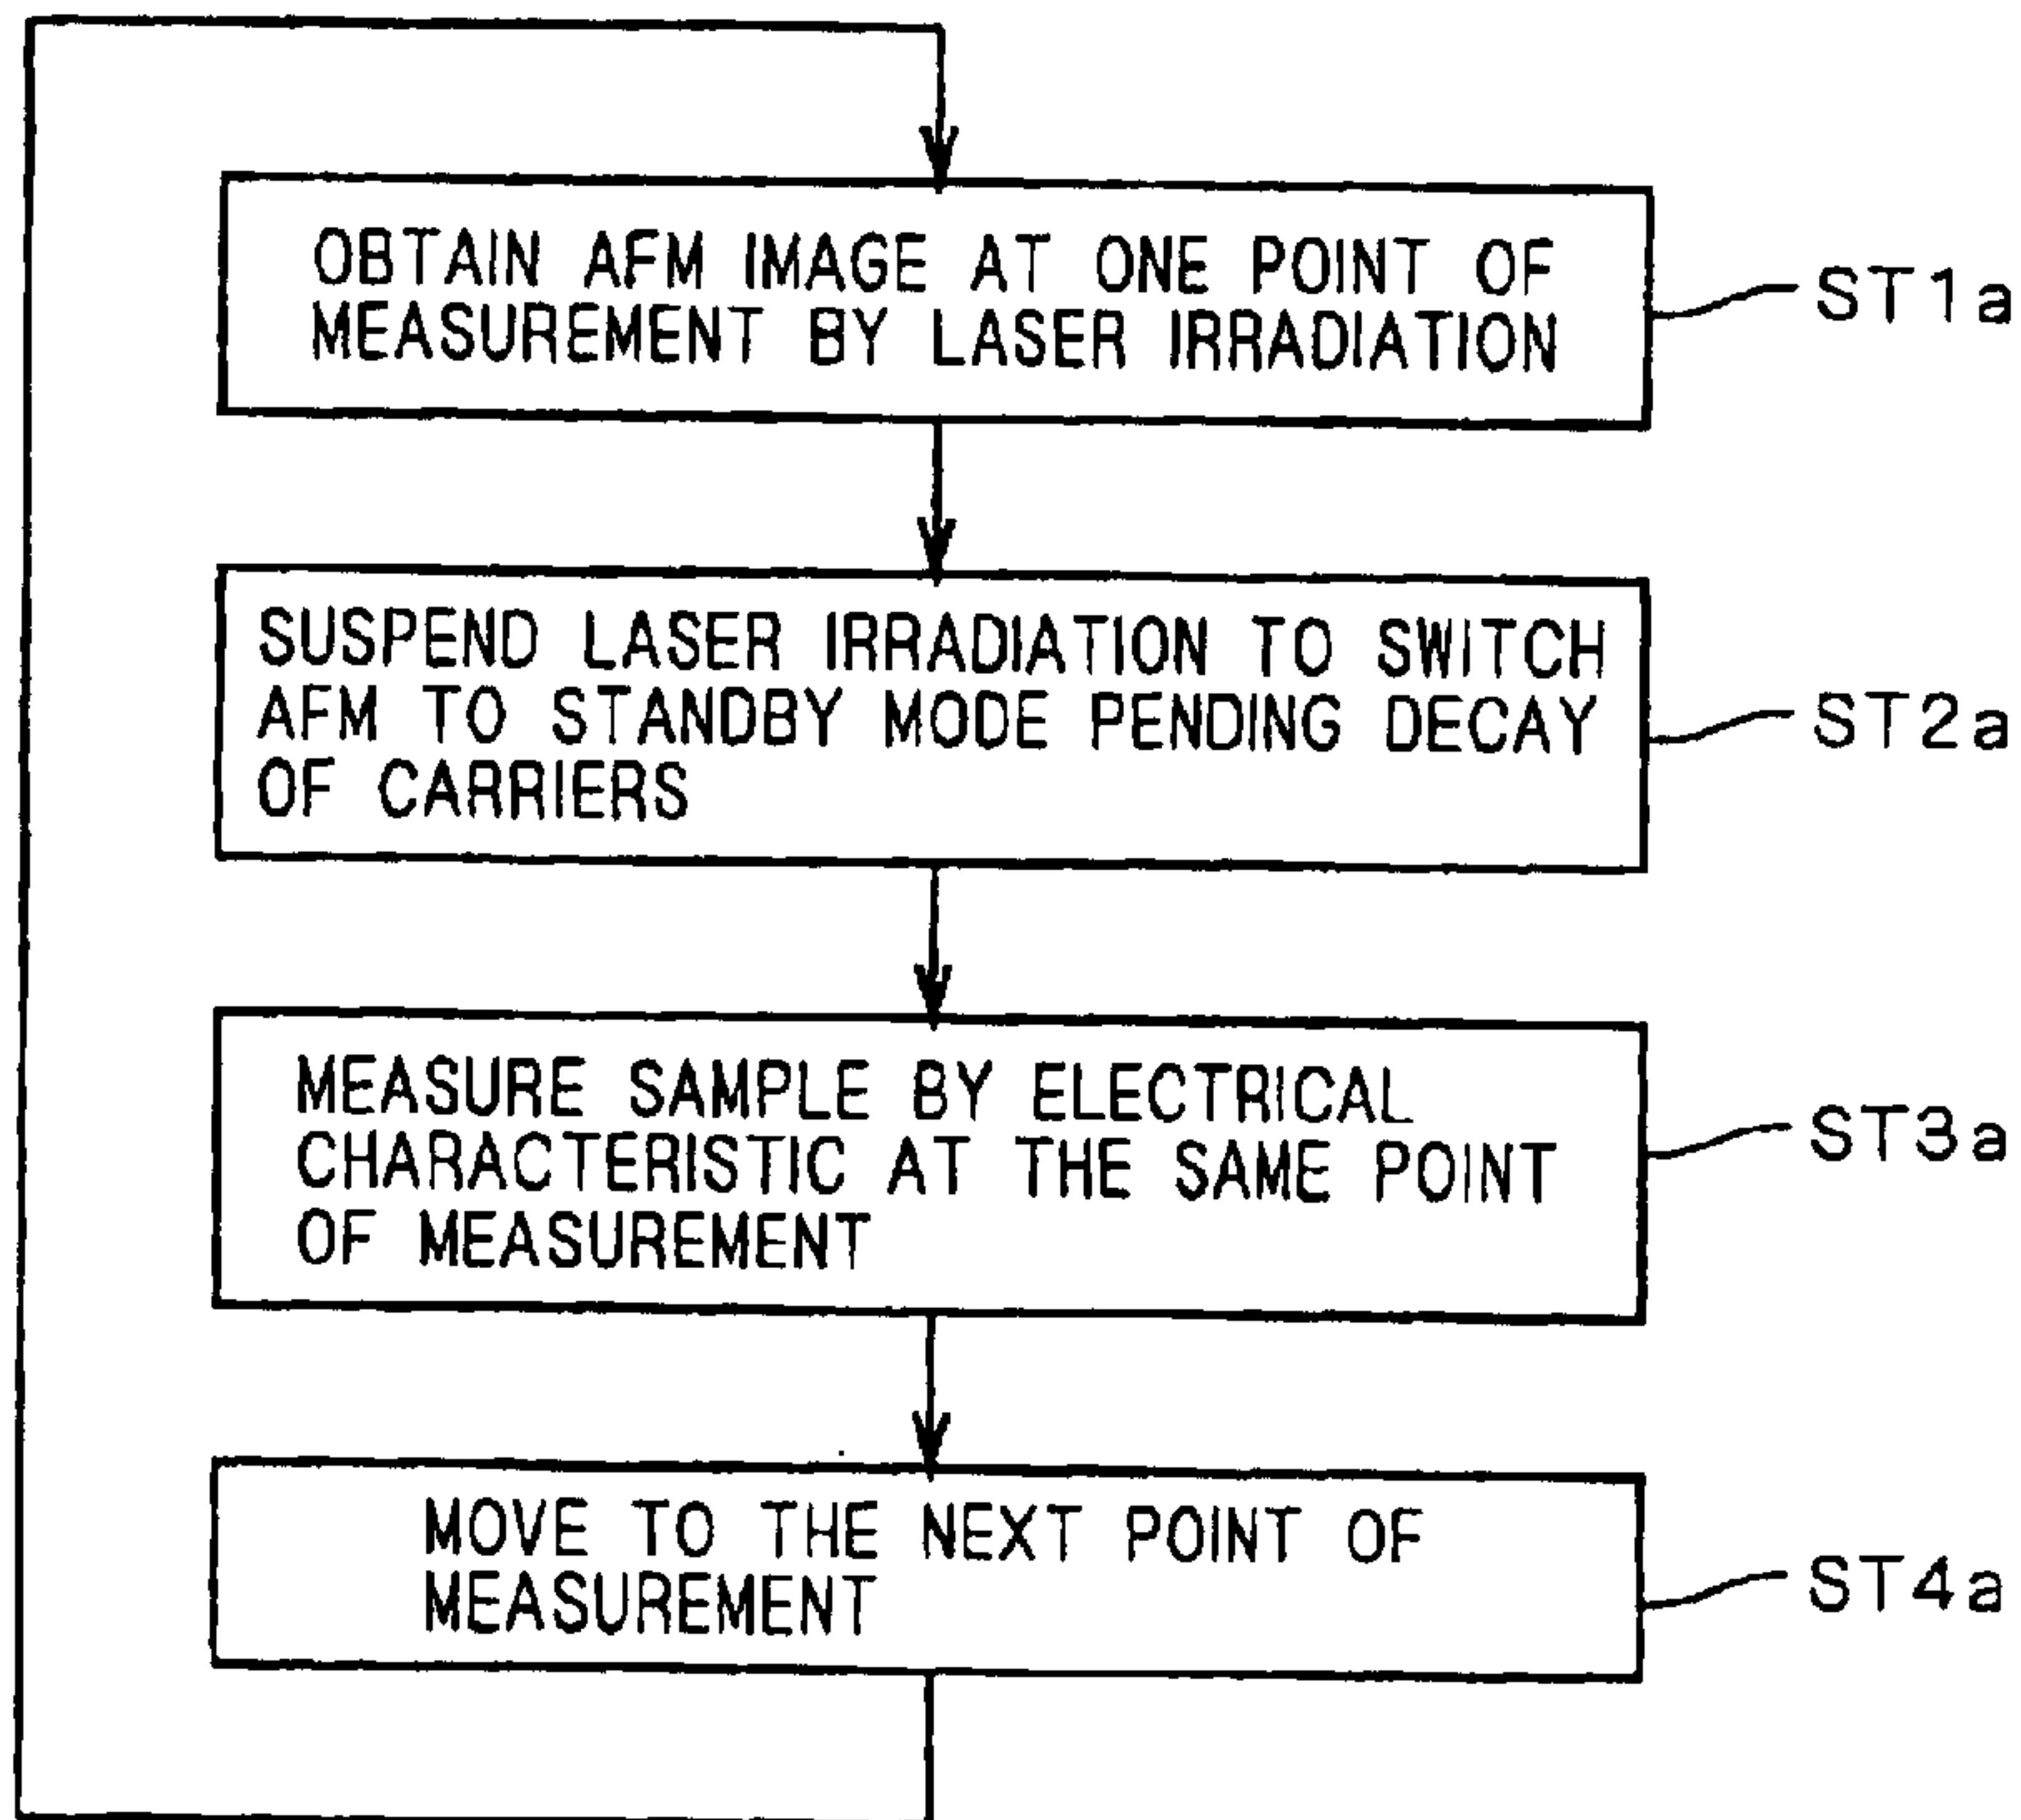 OBTAIN AFM IMAGE AT ONE POINT OF
MEASUREMENT BY LASER IRRADIATION
ST1a
SUSPEND LASER IRRADIATION TO SWITCH
AFM TO STANDBY MODE PENDING DECAY
OF CARRIERS
ST2a
MEASURE SAMPLE BY ELECTRICAL
CHARACTERISTIC AT THE SAME POINT
OF MEASUREMENT
ST3a
MOVE TO THE NEXT POINT OF
MEASUREMENT
ST4a